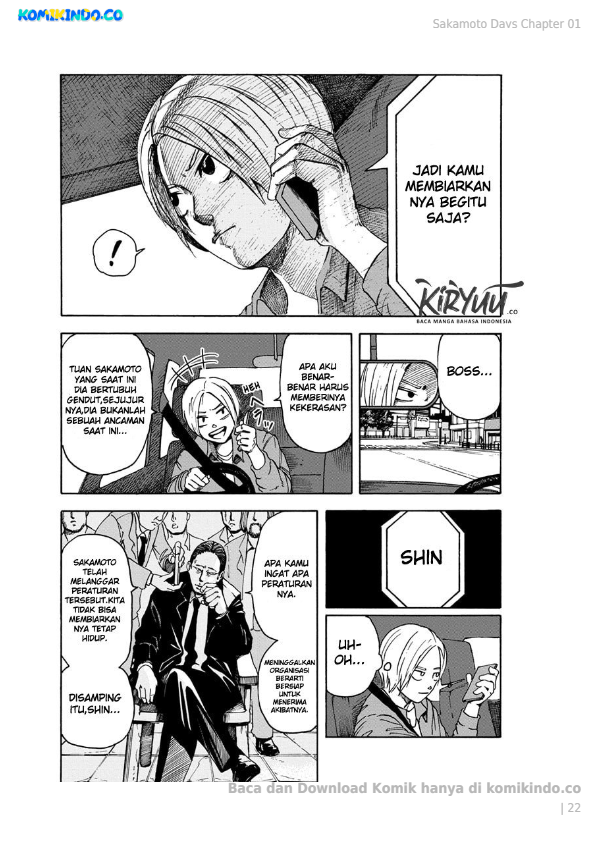 KOMIKINDO.CO
Sakamoto Davs Chapter 01
JADI KAMU
MEMBIARKAN
NYA BEGITU
SAJA?
!
KIRYUU.CO
BACA MANGA BAHASA INDONESIA
BOSS...
APA AKU
BENAR-
BENAR HARUS
MEMBERINYA
KEKERASAN?
HEH
TUAN SAKAMOTO
YANG SAAT INI
DIA BERTUBUH
GENDUT,SEJUJUR
NYA,DIA BUKANLAH
SEBUAH ANCAMAN
SAAT INI...
SHIN
UH-
OH...
APA KAMU
INGAT APA
PERATURAN
NYA.
MENINGGALKAN
ORGANISASI
BERARTI
BERSIAP
UNTUK
MENERIMA
AKIBATNYA.
SAKAMOTO
TELAH
MELANGGAR
PERATURAN
TERSEBUT.KITA
TIDAK BISA
MEMBIARKAN
NYA TETAP
HIDUP.
DISAMPING
ITU,SHIN...
Baca dan Download Komik hanya di komikindo.co
| 22